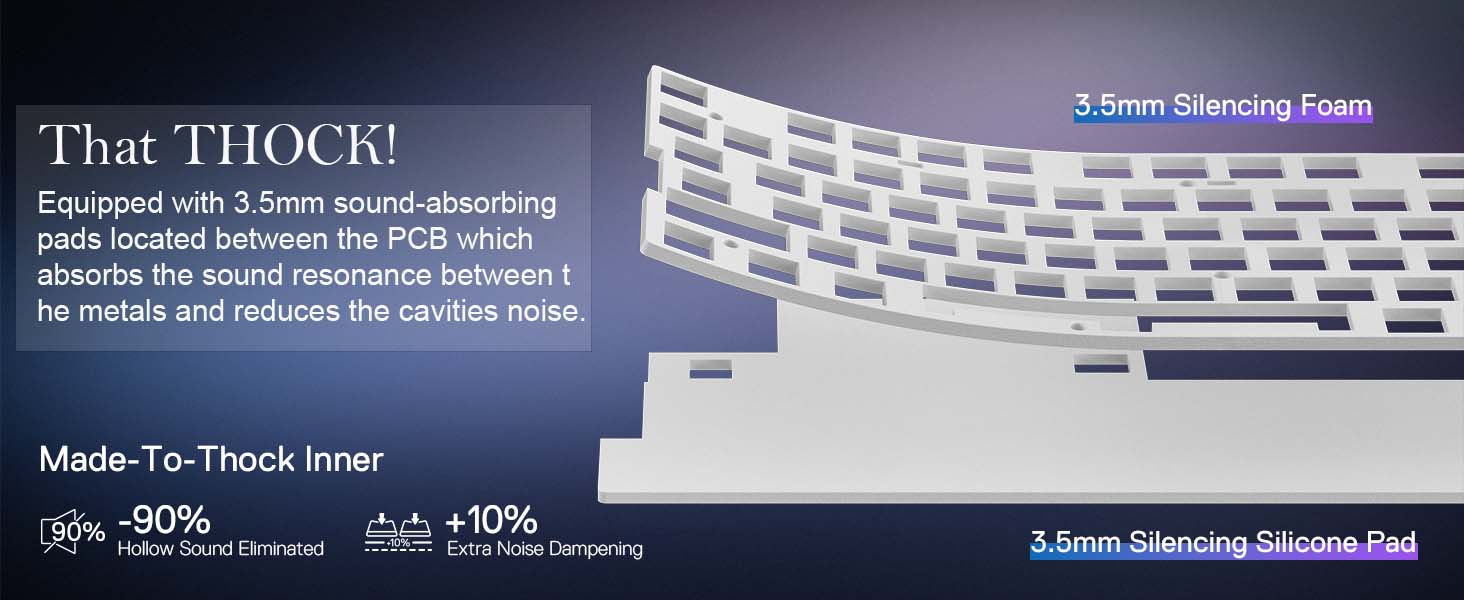 That THOCK!
Equipped with 3.5mm sound-absorbing
pads located between the PCB which
absorbs the sound resonance between t
he metals and reduces the cavities noise.
3.5mm Silencing Foam
Made-To-Thock Inner
90%
-90%
Hollow Sound Eliminated
+10%
+10%
Extra Noise Dampening
3.5mm Silencing Silicone Pad